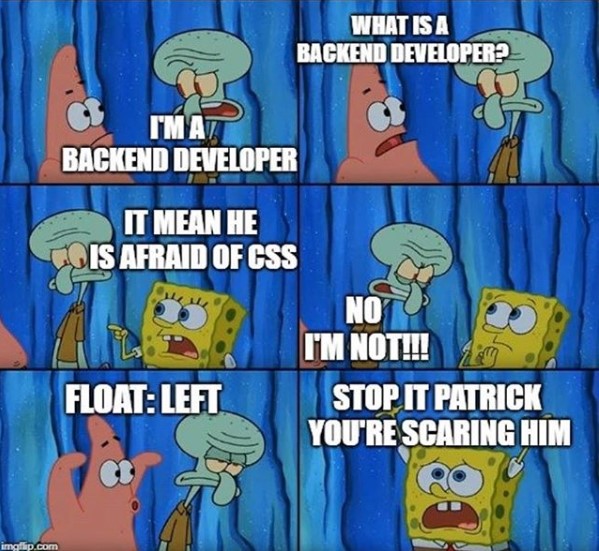 I'M A
BACKEND DEVELOPER
WHAT IS A
BACKEND DEVELOPER?
IT MEAN HE
IS AFRAID OF CSS
NO
I'M NOT!!!
FLOAT: LEFT
STOP IT PATRICK
YOU'RE SCARING HIM
imgflip.com